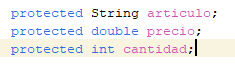 protected String articulo;
protected double precio;
protected int cantidad;